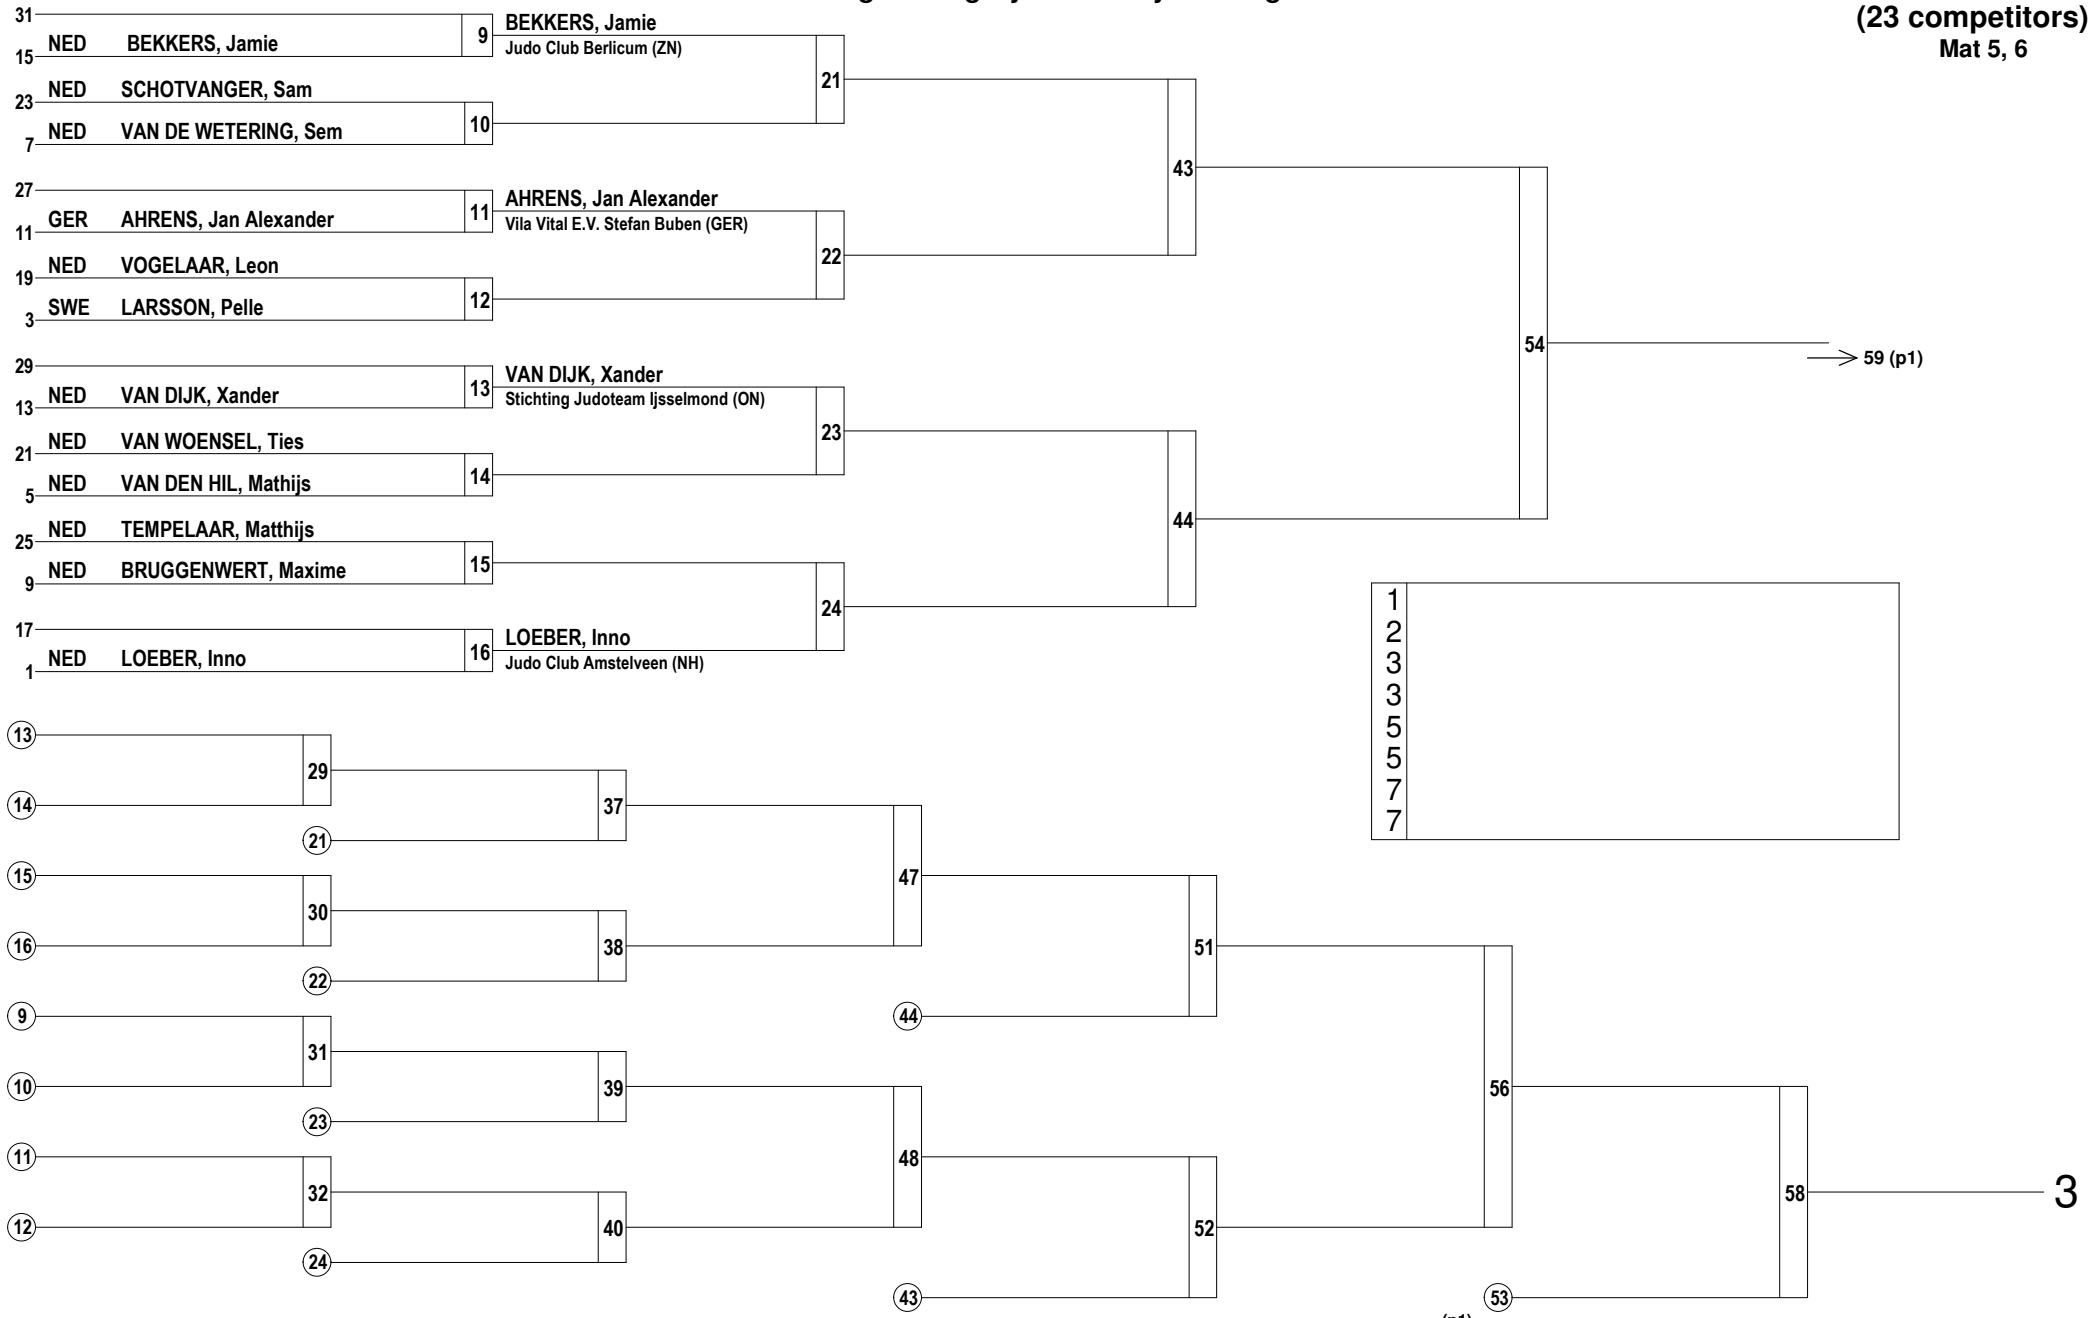 (23 competitors)
Mat 5, 6
31
9
BEKKERS, Jamie
15 NED BEKKERS, Jamie
Judo Club Berlicum (ZN)
21
23 NED SCHOTVANGER, Sam
10
7 NED VAN DE WETERING, Sem
43
27
11
AHRENS, Jan Alexander
11 GER AHRENS, Jan Alexander
Vila Vital E.V. Stefan Buben (GER)
22
19 NED VOGELAAR, Leon
12
3 SWE LARSSON, Pelle
54
59 (p1)
29
13
VAN DIJK, Xander
13 NED VAN DIJK, Xander
Stichting Judoteam Ijsselmond (ON)
23
21 NED VAN WOENSEL, Ties
14
5 NED VAN DEN HIL, Mathijs
44
25 NED TEMPELAAR, Matthijs
15
9 NED BRUGGENWERT, Maxime
24
17
16
LOEBER, Inno
1 NED LOEBER, Inno
Judo Club Amstelveen (NH)
1
2
3
3
5
5
7
7
13
29
14
37
21
15
47
30
16
38
51
22
9
44
31
10
39
56
23
11
48
32
58
3
12
40
52
24
43
53